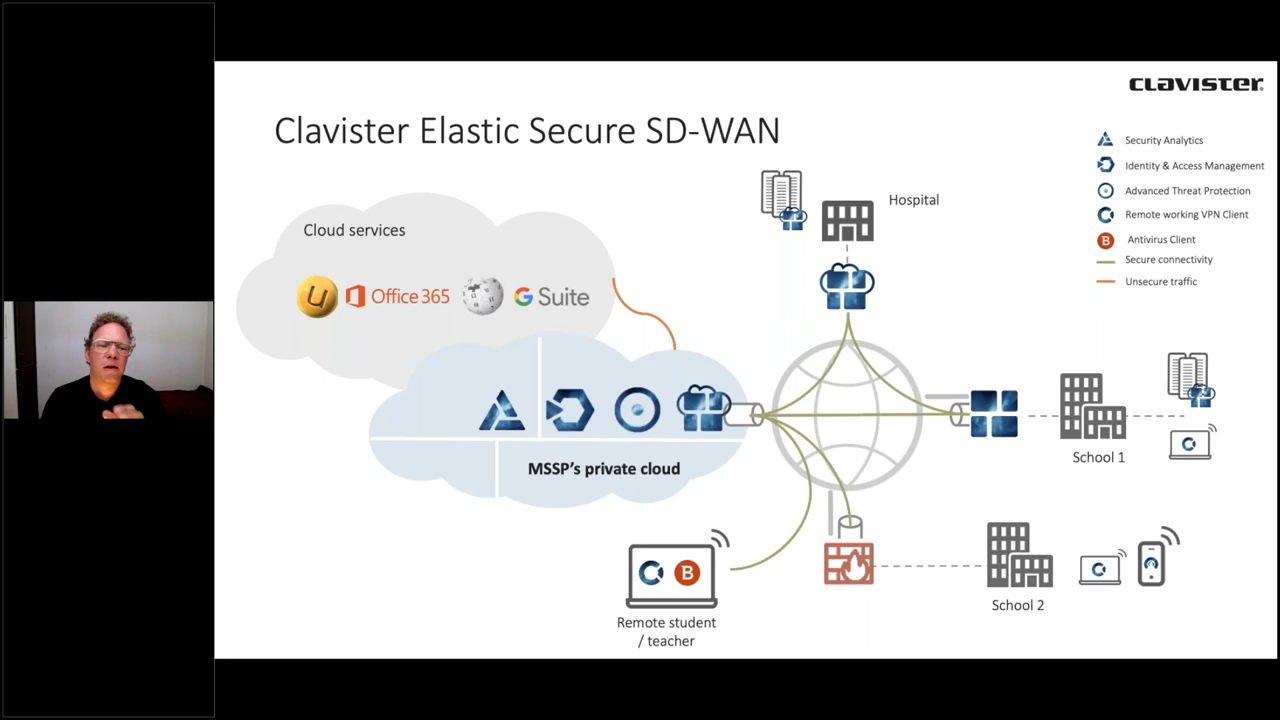 CLAVISTER
Clavister Elastic Secure SD-WAN
Security Analytics
Identity & Access Management
Advanced Threat Protection
Remote working VPN Client
B
Antivirus Client
Secure connectivity
Unsecure traffic
Hospital
Cloud services
u
Office 365
G Suite
MSSP's private cloud
School 1
B
Remote student
/ teacher
School 2